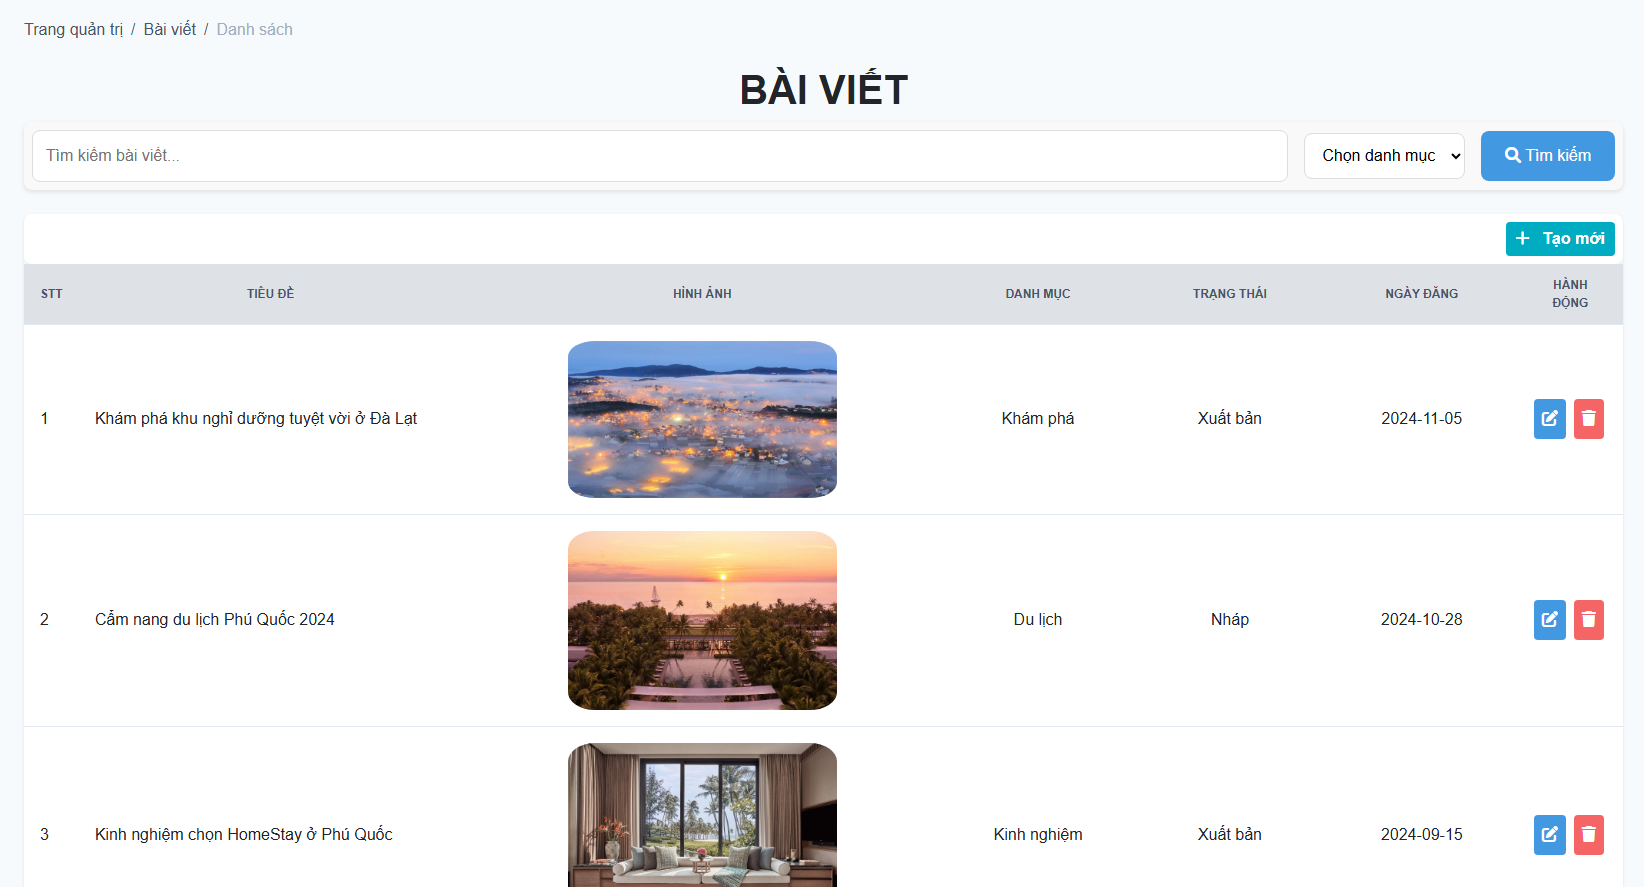 Trang quản trị / Bài viết / Danh sách
BÀI VIẾT
Tìm kiếm bài viết...
Chọn danh mục
Tìm kiếm
+ Tạo mới
STT TIÊU ĐỀ HÌNH ẢNH DANH MỤC TRẠNG THÁI NGÀY ĐĂNG HÀNH ĐỘNG
1 Khám phá khu nghỉ dưỡng tuyệt vời ở Đà Lạt Khám phá Xuất bản 2024-11-05
2 Cẩm nang du lịch Phú Quốc 2024 Du lịch Nháp 2024-10-28
3 Kinh nghiệm chọn HomeStay ở Phú Quốc Kinh nghiệm Xuất bản 2024-09-15